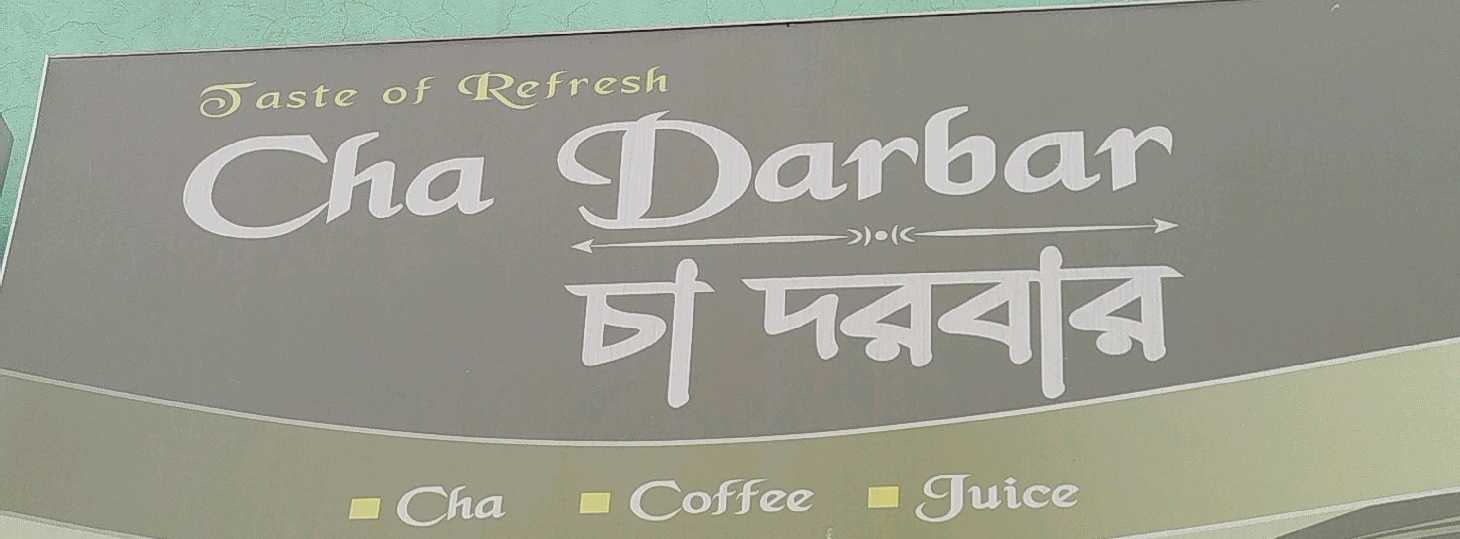 Taste of Refresh
Cha Darbar
চা দরবার
Cha Coffee Juice